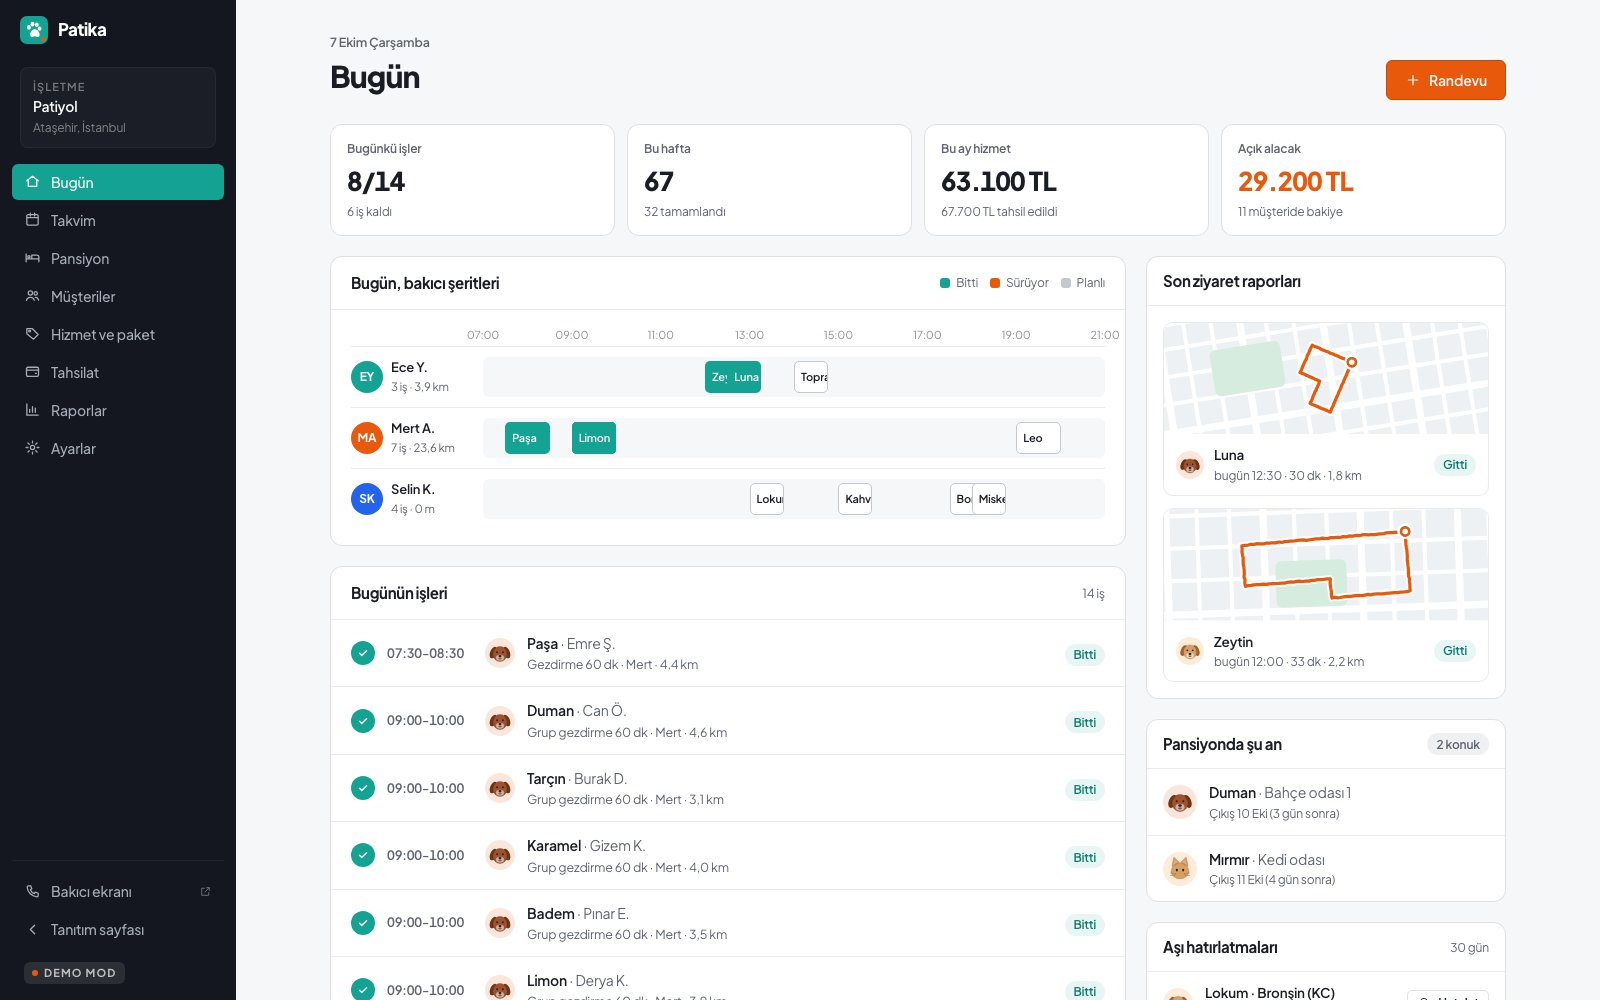 Patika
İŞLETME
Patiyol
Ataşehir, İstanbul
Bugün
Takvim
Pansiyon
Müşteriler
Hizmet ve paket
Tahsilat
Raporlar
Ayarlar
Bakıcı ekranı
Tanıtım sayfası
DEMO MOD
7 Ekim Çarşamba
Bugün
+ Randevu
Bugünkü işler
8/14
6 iş kaldı
Bu hafta
67
32 tamamlandı
Bu ay hizmet
63.100 TL
67.700 TL tahsil edildi
Açık alacak
29.200 TL
11 müşteride bakiye
Bugün, bakıcı şeritleri
Bitti Sürüyor Planlı
07:00 09:00 11:00 13:00 15:00 17:00 19:00 21:00
EY Ece Y.
3 iş · 3,9 km
Zey Luna Topra
MA Mert A.
7 iş · 23,6 km
Paşa Limon Leo
SK Selin K.
4 iş · 0 m
Loku Kahv Bo Miske
Bugünün işleri
14 iş
07:30–08:30 Paşa · Emre Ş. Bitti
Gezdirme 60 dk · Mert · 4,4 km
09:00–10:00 Duman · Can Ö. Bitti
Grup gezdirme 60 dk · Mert · 4,6 km
09:00–10:00 Tarçın · Burak D. Bitti
Grup gezdirme 60 dk · Mert · 3,1 km
09:00–10:00 Karamel · Gizem K. Bitti
Grup gezdirme 60 dk · Mert · 4,0 km
09:00–10:00 Badem · Pınar E. Bitti
Grup gezdirme 60 dk · Mert · 3,5 km
09:00–10:00 Limon · Derya K. Bitti
Son ziyaret raporları
Luna
bugün 12:30 · 30 dk · 1,8 km
Gitti
Zeytin
bugün 12:00 · 33 dk · 2,2 km
Gitti
Pansiyonda şu an
2 konuk
Duman · Bahçe odası 1
Çıkış 10 Eki (3 gün sonra)
Mırmır · Kedi odası
Çıkış 11 Eki (4 gün sonra)
Aşı hatırlatmaları
30 gün
Lokum · Bronşin (KC)